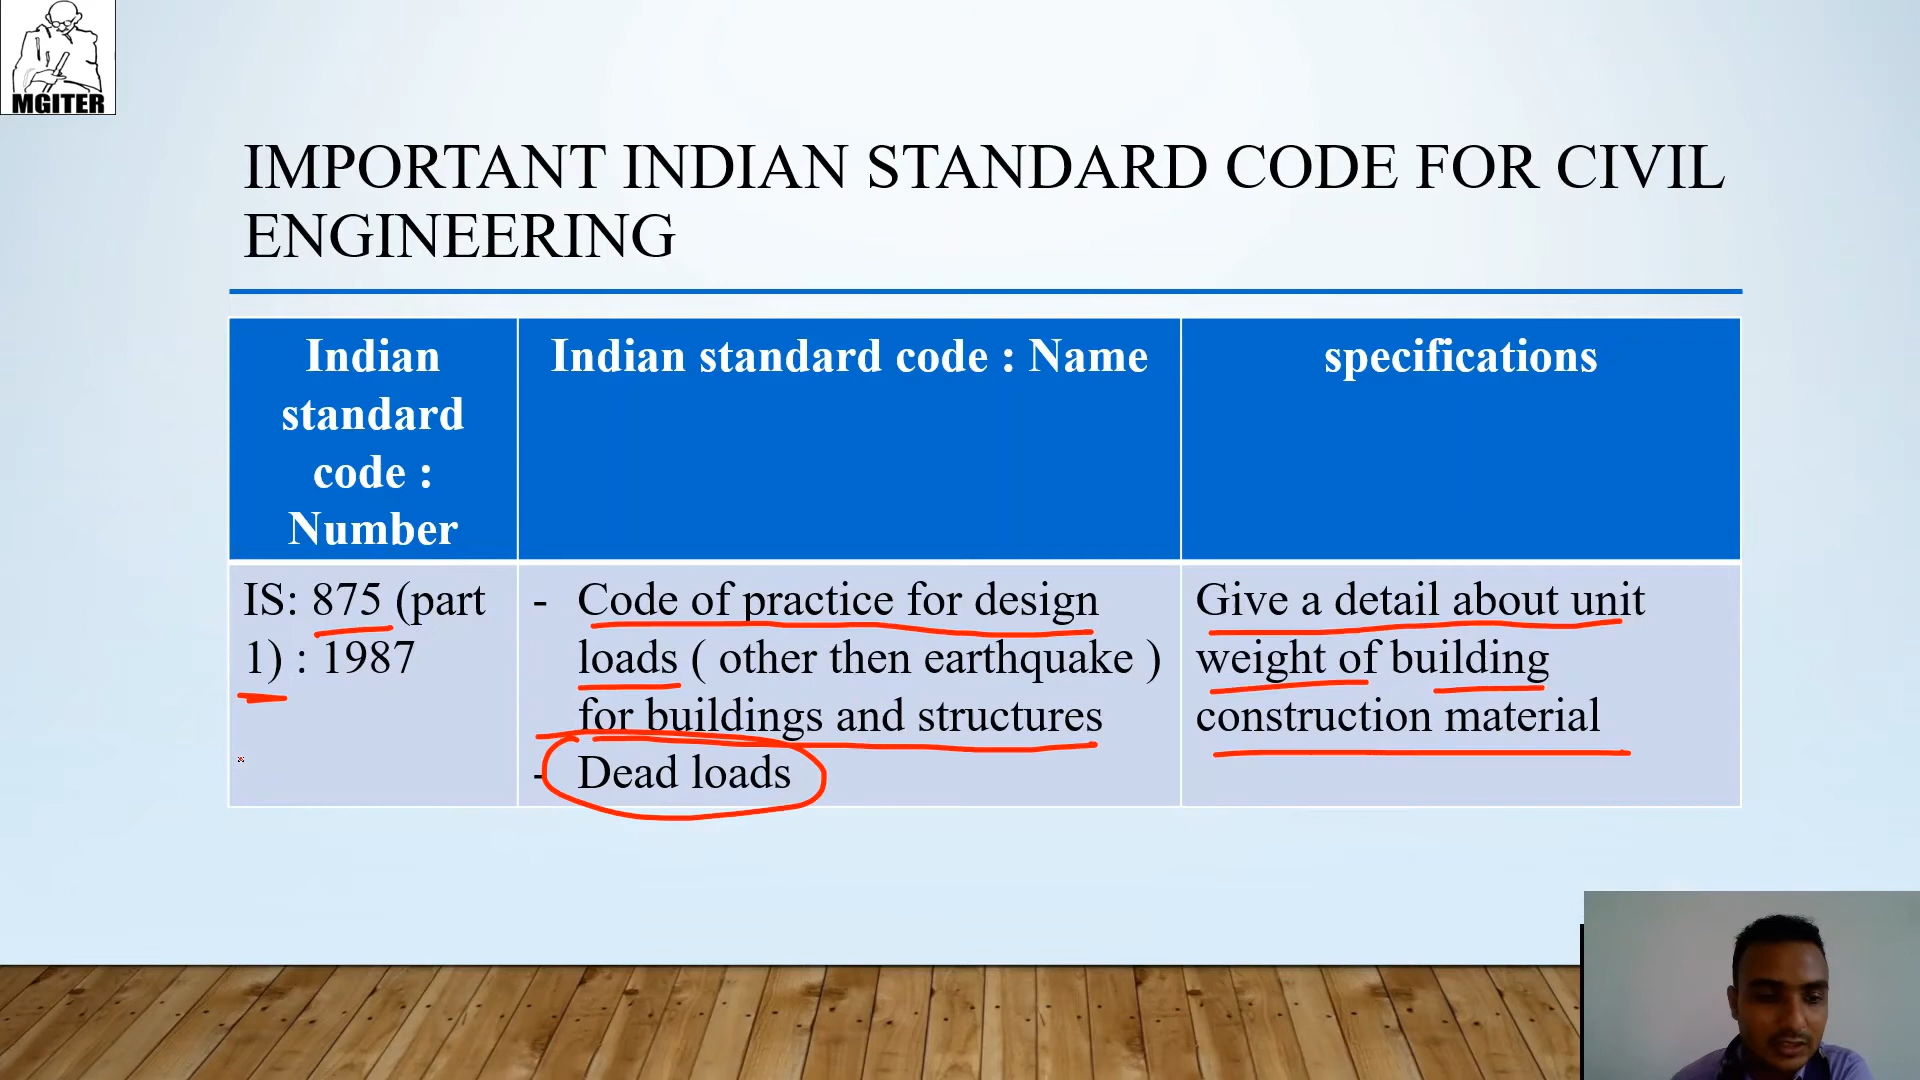 MGITER
IMPORTANT INDIAN STANDARD CODE FOR CIVIL
ENGINEERING
Indian
standard
code :
Number
Indian standard code : Name
specifications
IS: 875 (part
1) : 1987
- Code of practice for design
loads ( other then earthquake )
for buildings and structures
- Dead loads
Give a detail about unit
weight of building
construction material